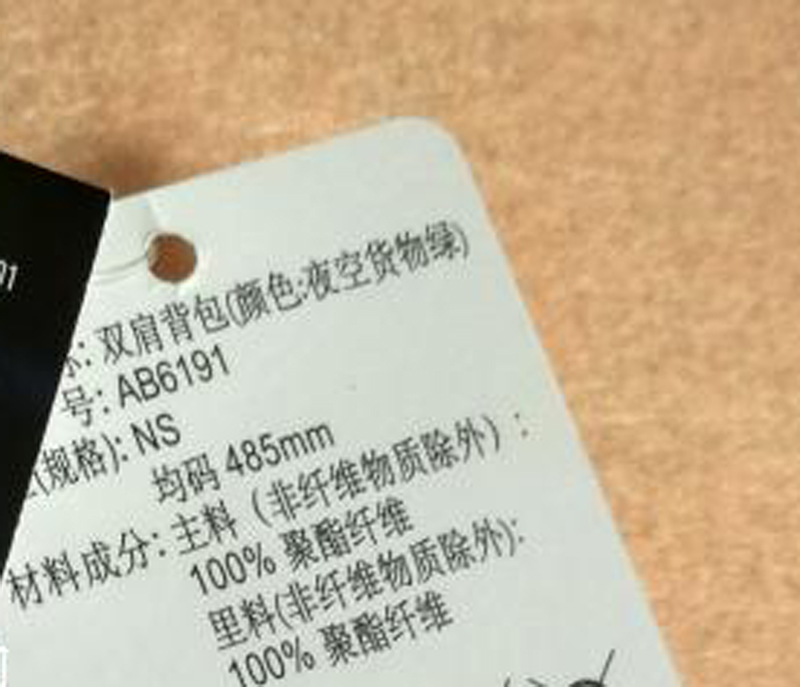 91
: 双肩背包(颜色:夜空货物绿)
号: AB6191
(规格): NS
均码 485mm
材料成分: 主料（非纤维物质除外）:
100% 聚酯纤维
里料(非纤维物质除外):
100% 聚酯纤维